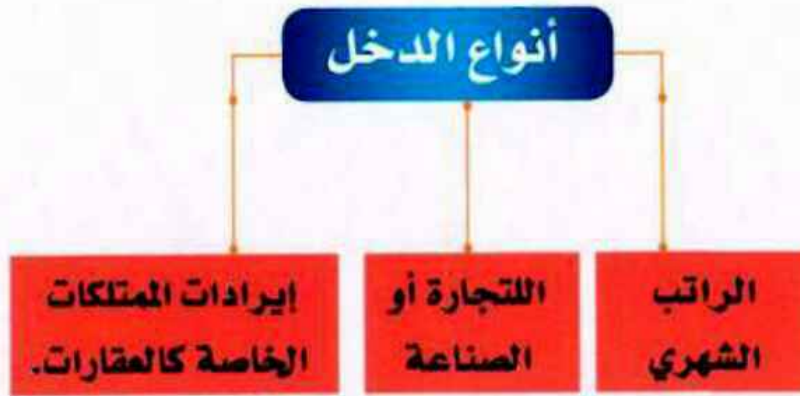 أنواع الدخل
الراتب
الشهري
اللتجارة أو
الصناعة
إيرادات الممتلكات
الخاصة كالعقارات.